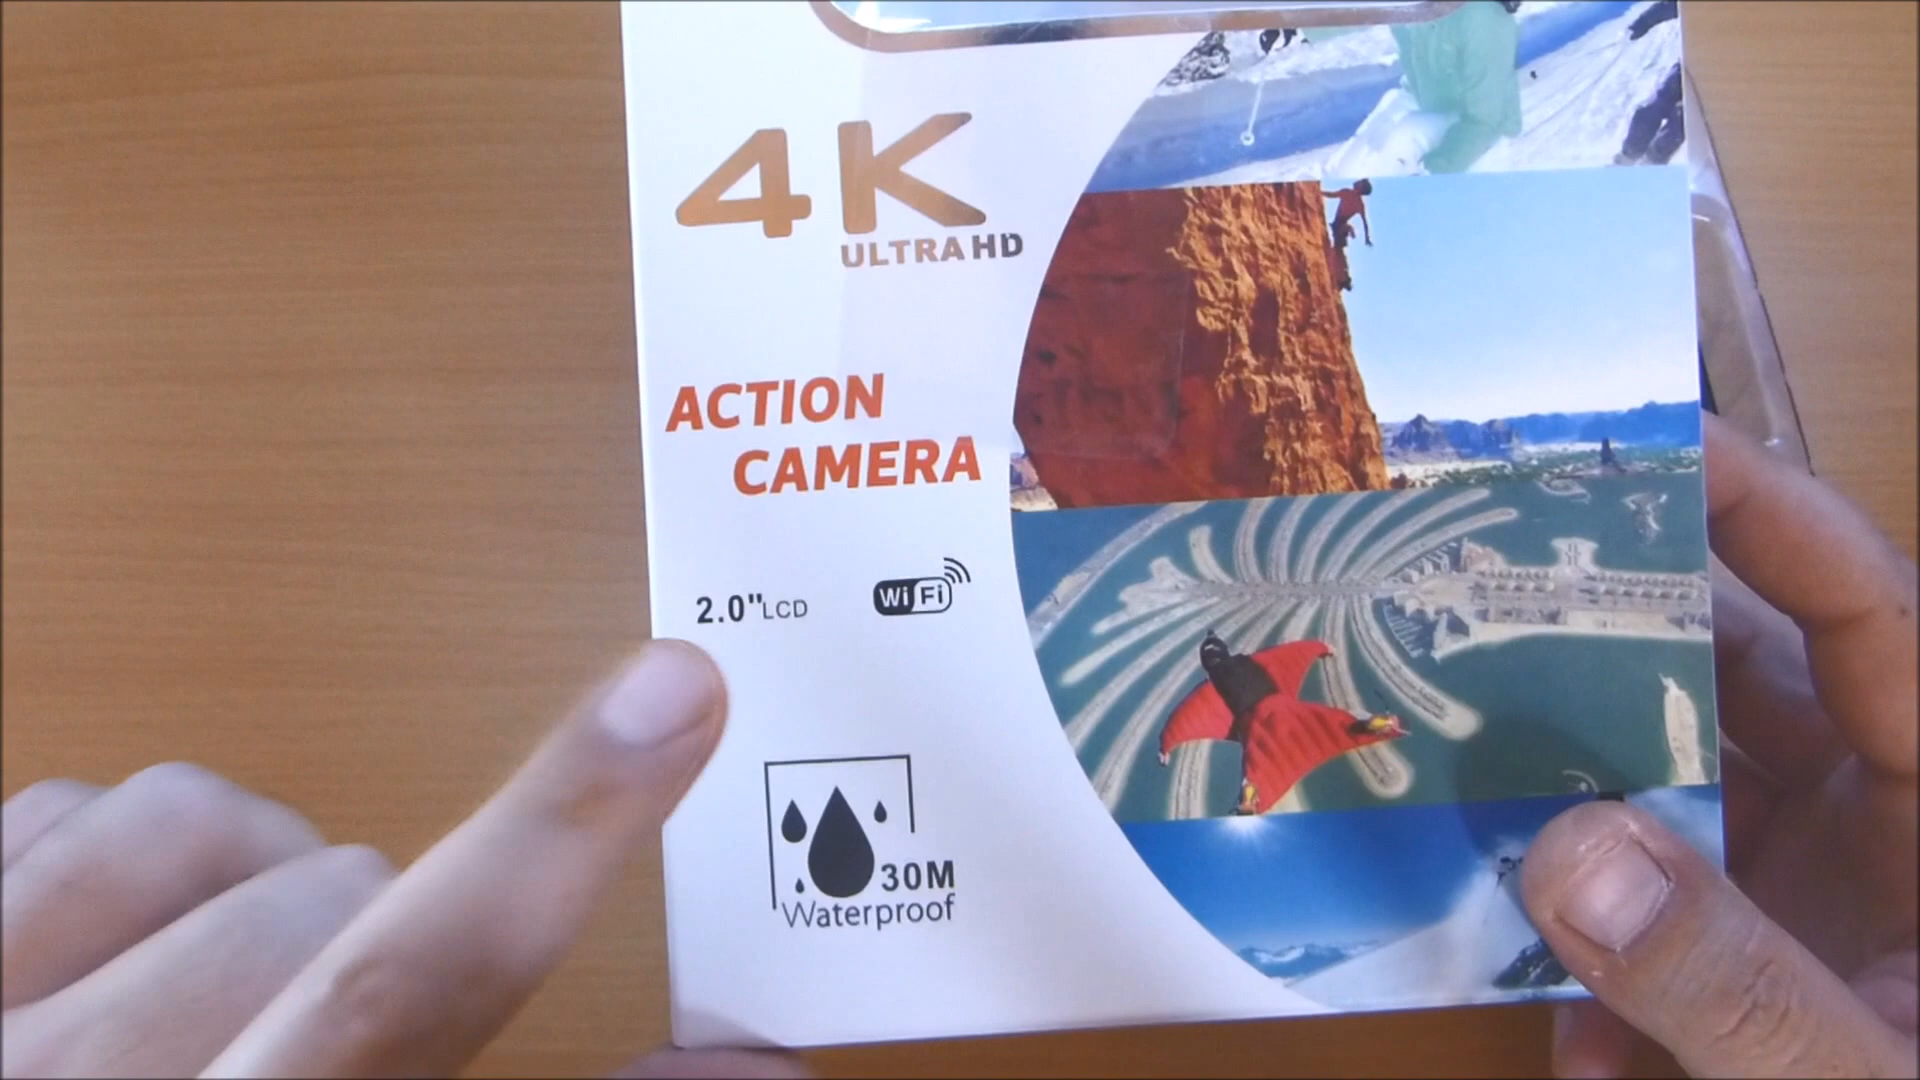 4K
ULTRA HD
ACTION
CAMERA
2.0"LCD
WiFi
30M
Waterproof